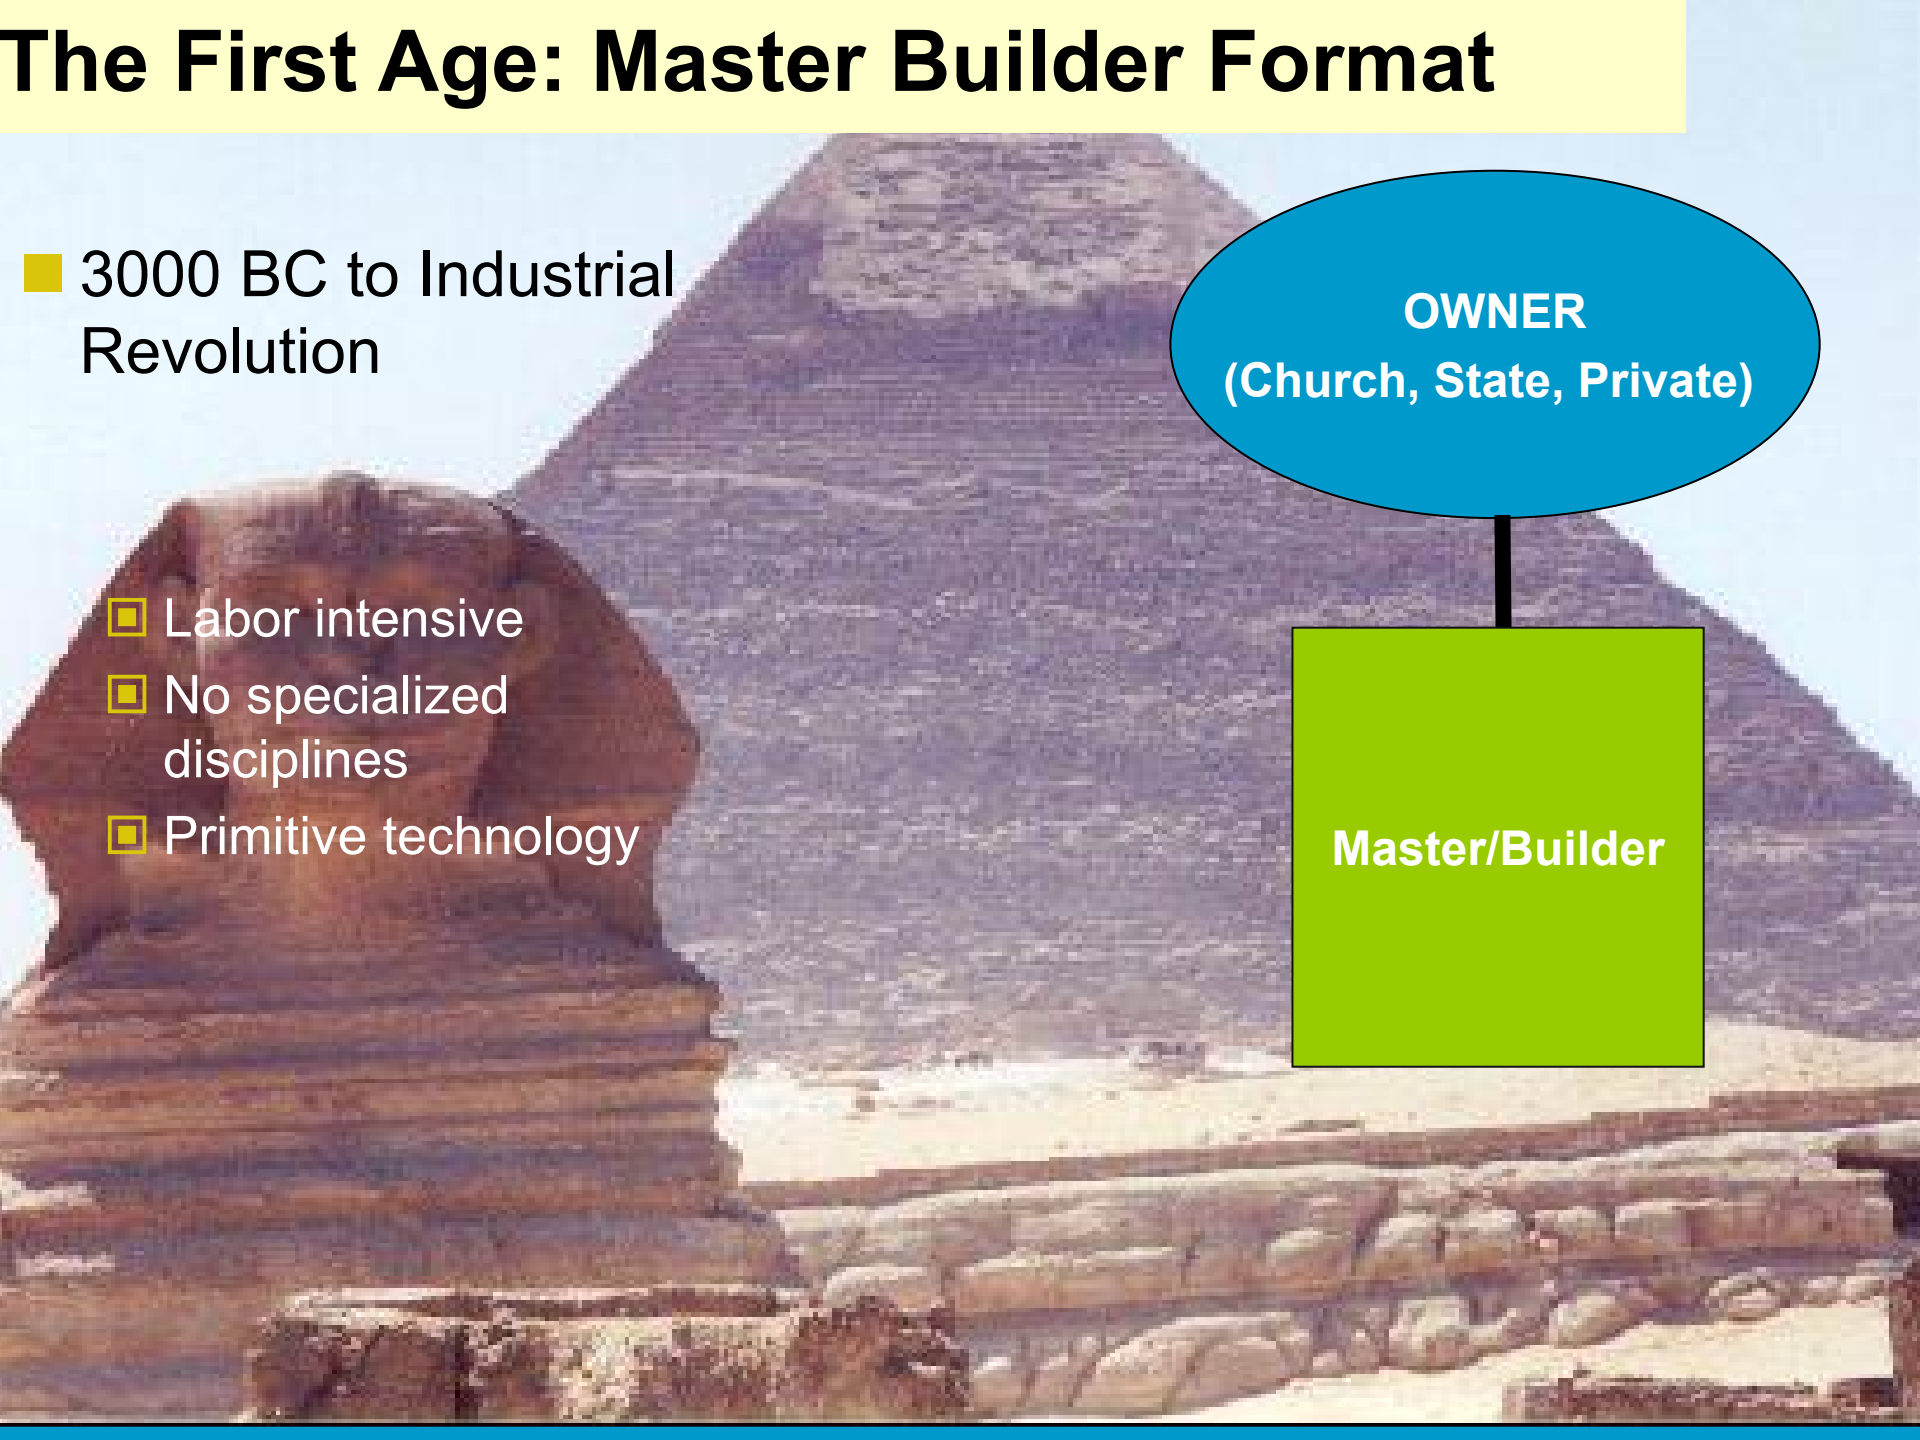 The First Age: Master Builder Format
3000 BC to Industrial
Revolution
Labor intensive
No specialized
disciplines
Primitive technology
OWNER
(Church, State, Private)
Master/Builder